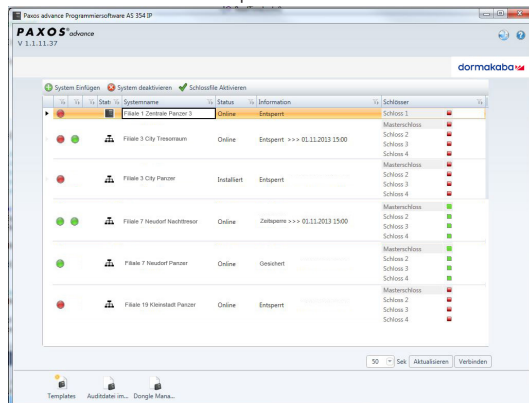 Paxos advance Programmiersoftware AS 354 IP
PAXOS® advance
V 1.1.11.37
dormakaba
System Einfügen System deaktivieren Schlossfile Aktivieren
Stati Systemname Status Information Schlösser
Filiale 1 Zentrale Panzer 3 Online Entsperrt Schloss 1
Masterschloss
Filiale 3 City Tresorraum Online Entsperrt >>> 01.11.2013 15:00 Schloss 2
Schloss 3
Schloss 4
Masterschloss
Filiale 3 City Panzer Installiert Entsperrt Schloss 2
Schloss 3
Schloss 4
Masterschloss
Filiale 7 Neudorf Nachttresor Online Zeitsperre >>> 01.11.2013 15:00 Schloss 2
Schloss 3
Schloss 4
Masterschloss
Filiale 7 Neudorf Panzer Online Gesichert Schloss 2
Schloss 3
Schloss 4
Masterschloss
Filiale 19 Kleinstadt Panzer Online Entsperrt Schloss 2
Schloss 3
Schloss 4
50 Sek Aktualisieren Verbinden
Templates Auditdatei im... Dongle Mana...